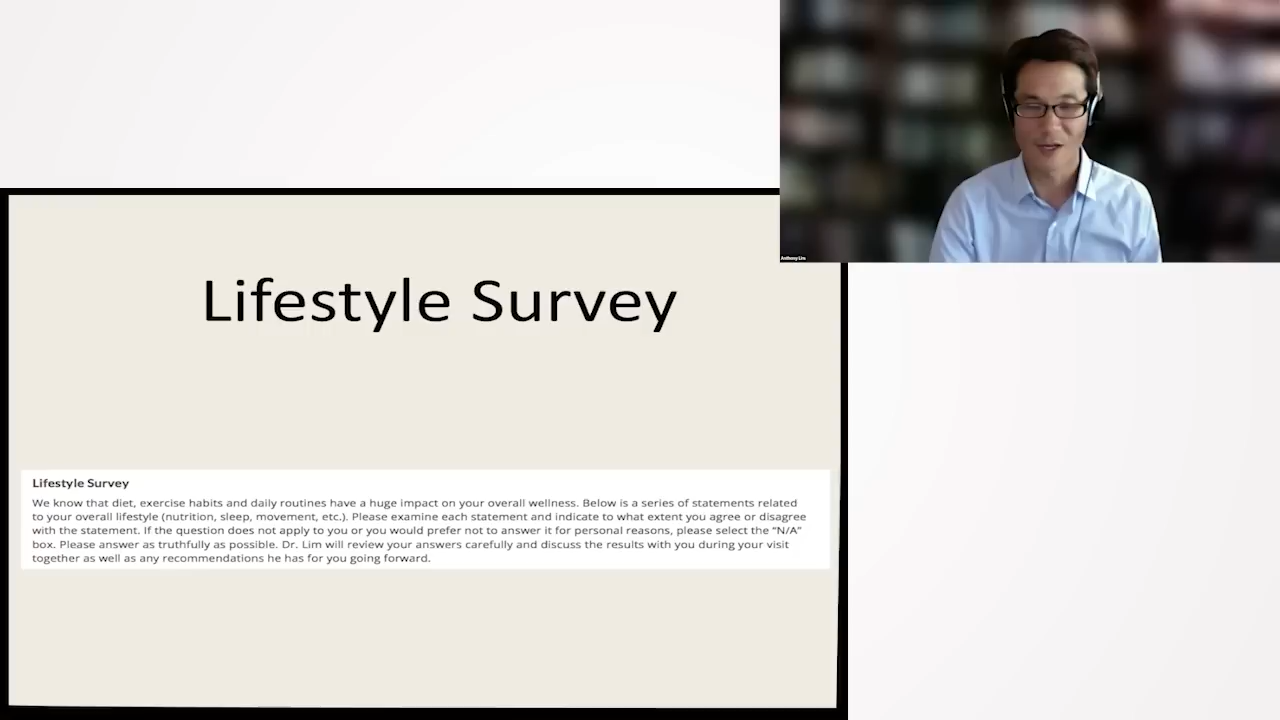 Anthony Lim
Lifestyle Survey
Lifestyle Survey
We know that diet, exercise habits and daily routines have a huge impact on your overall wellness. Below is a series of statements related
to your overall lifestyle (nutrition, sleep, movement, etc.). Please examine each statement and indicate to what extent you agree or disagree
with the statement. If the question does not apply to you or you would prefer not to answer it for personal reasons, please select the “N/A”
box. Please answer as truthfully as possible. Dr. Lim will review your answers carefully and discuss the results with you during your visit
together as well as any recommendations he has for you going forward.